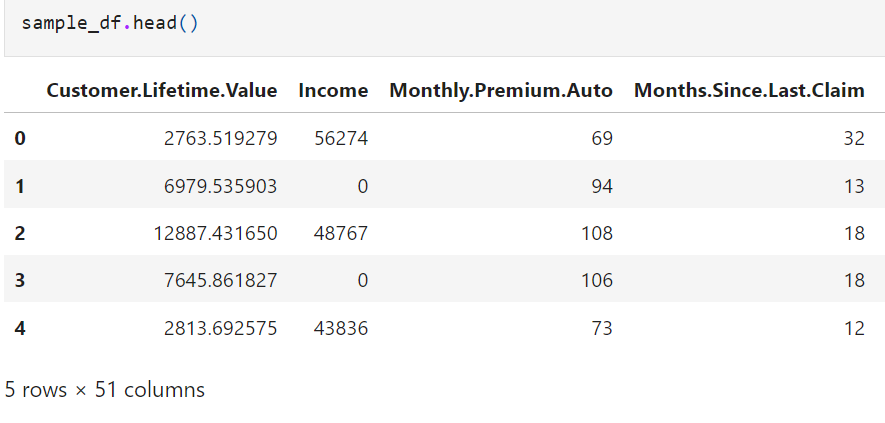 sample_df.head()
Customer.Lifetime.Value Income Monthly.Premium.Auto Months.Since.Last.Claim
0 2763.519279 56274 69 32
1 6979.535903 0 94 13
2 12887.431650 48767 108 18
3 7645.861827 0 106 18
4 2813.692575 43836 73 12
5 rows × 51 columns